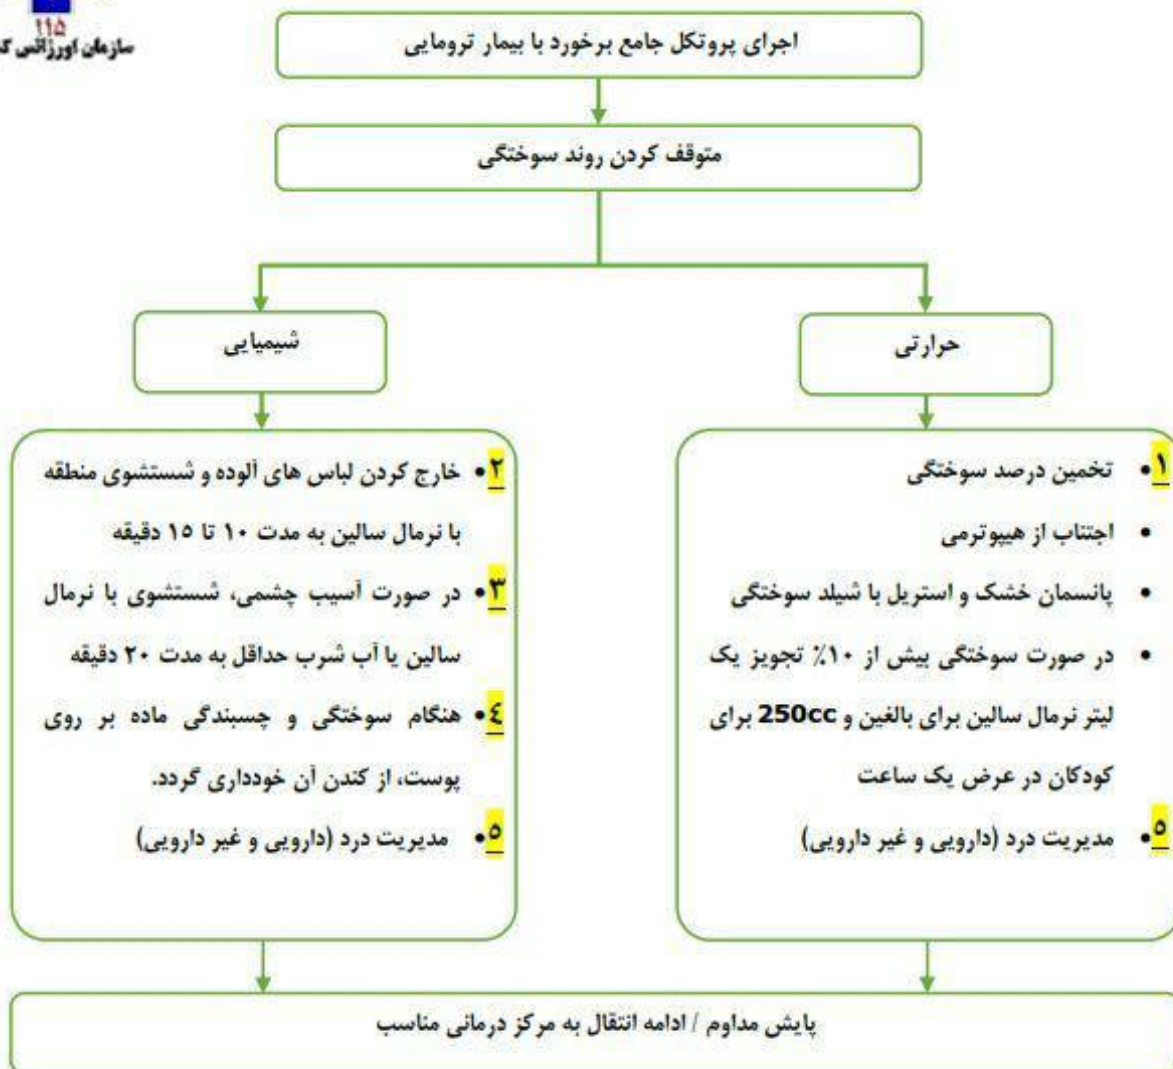 ۱۱۵
سازمان اورژانس
اجرای پروتکل جامع برخورد با بیمار ترومایی
متوقف کردن روند سوختگی
حرارتی
شیمیایی
۱• تخمین درصد سوختگی
• اجتناب از هیپوترمی
• پانسمان خشک و استریل با شیلد سوختگی
• در صورت سوختگی بیش از ۱۰٪ تجویز یک
لیتر نرمال سالین برای بالغین و 250cc برای
کودکان در عرض یک ساعت
۵• مدیریت درد (دارویی و غیر دارویی)
۲• خارج کردن لباس های آلوده و شستشوی منطقه
با نرمال سالین به مدت ۱۰ تا ۱۵ دقیقه
۳• در صورت آسیب چشمی، شستشوی با نرمال
سالین یا آب شرب حداقل به مدت ۲۰ دقیقه
٤• هنگام سوختگی و چسبندگی ماده بر روی
پوست، از کندن آن خودداری گردد.
۵• مدیریت درد (دارویی و غیر دارویی)
پایش مداوم / ادامه انتقال به مرکز درمانی مناسب